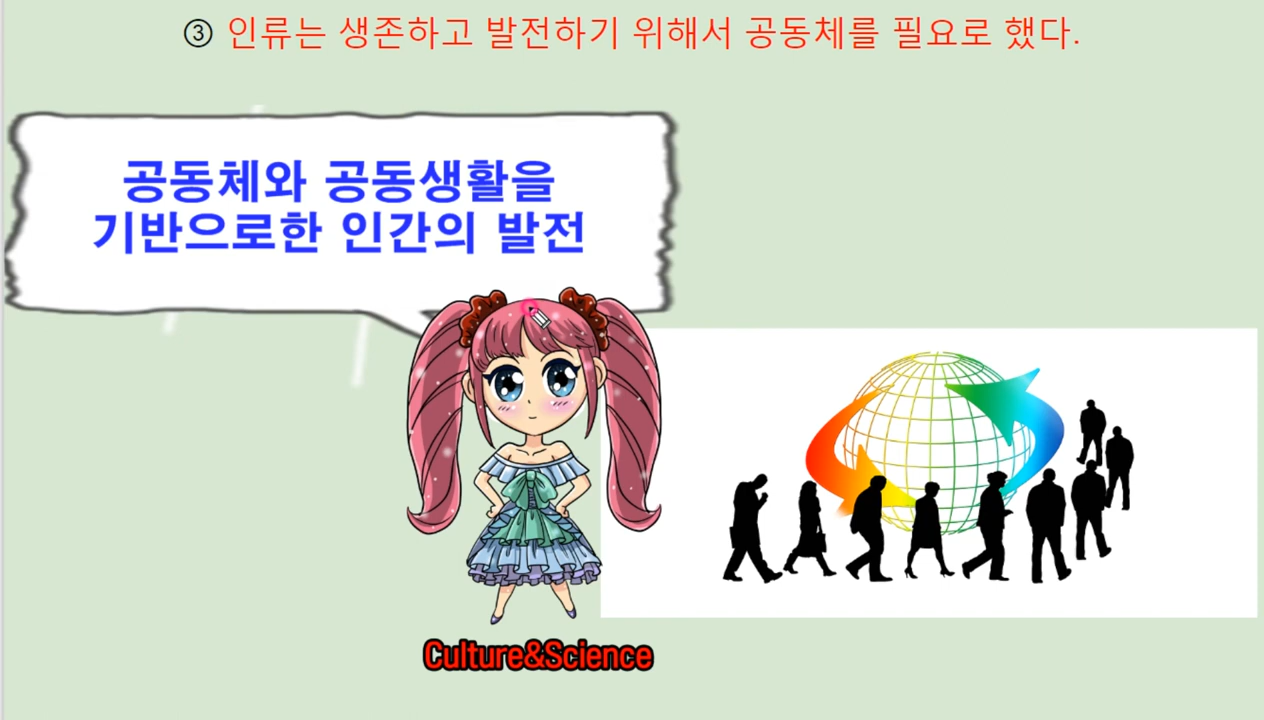 ③ 인류는 생존하고 발전하기 위해서 공동체를 필요로 했다.
공동체와 공동생활을
기반으로한 인간의 발전
Culture&Science